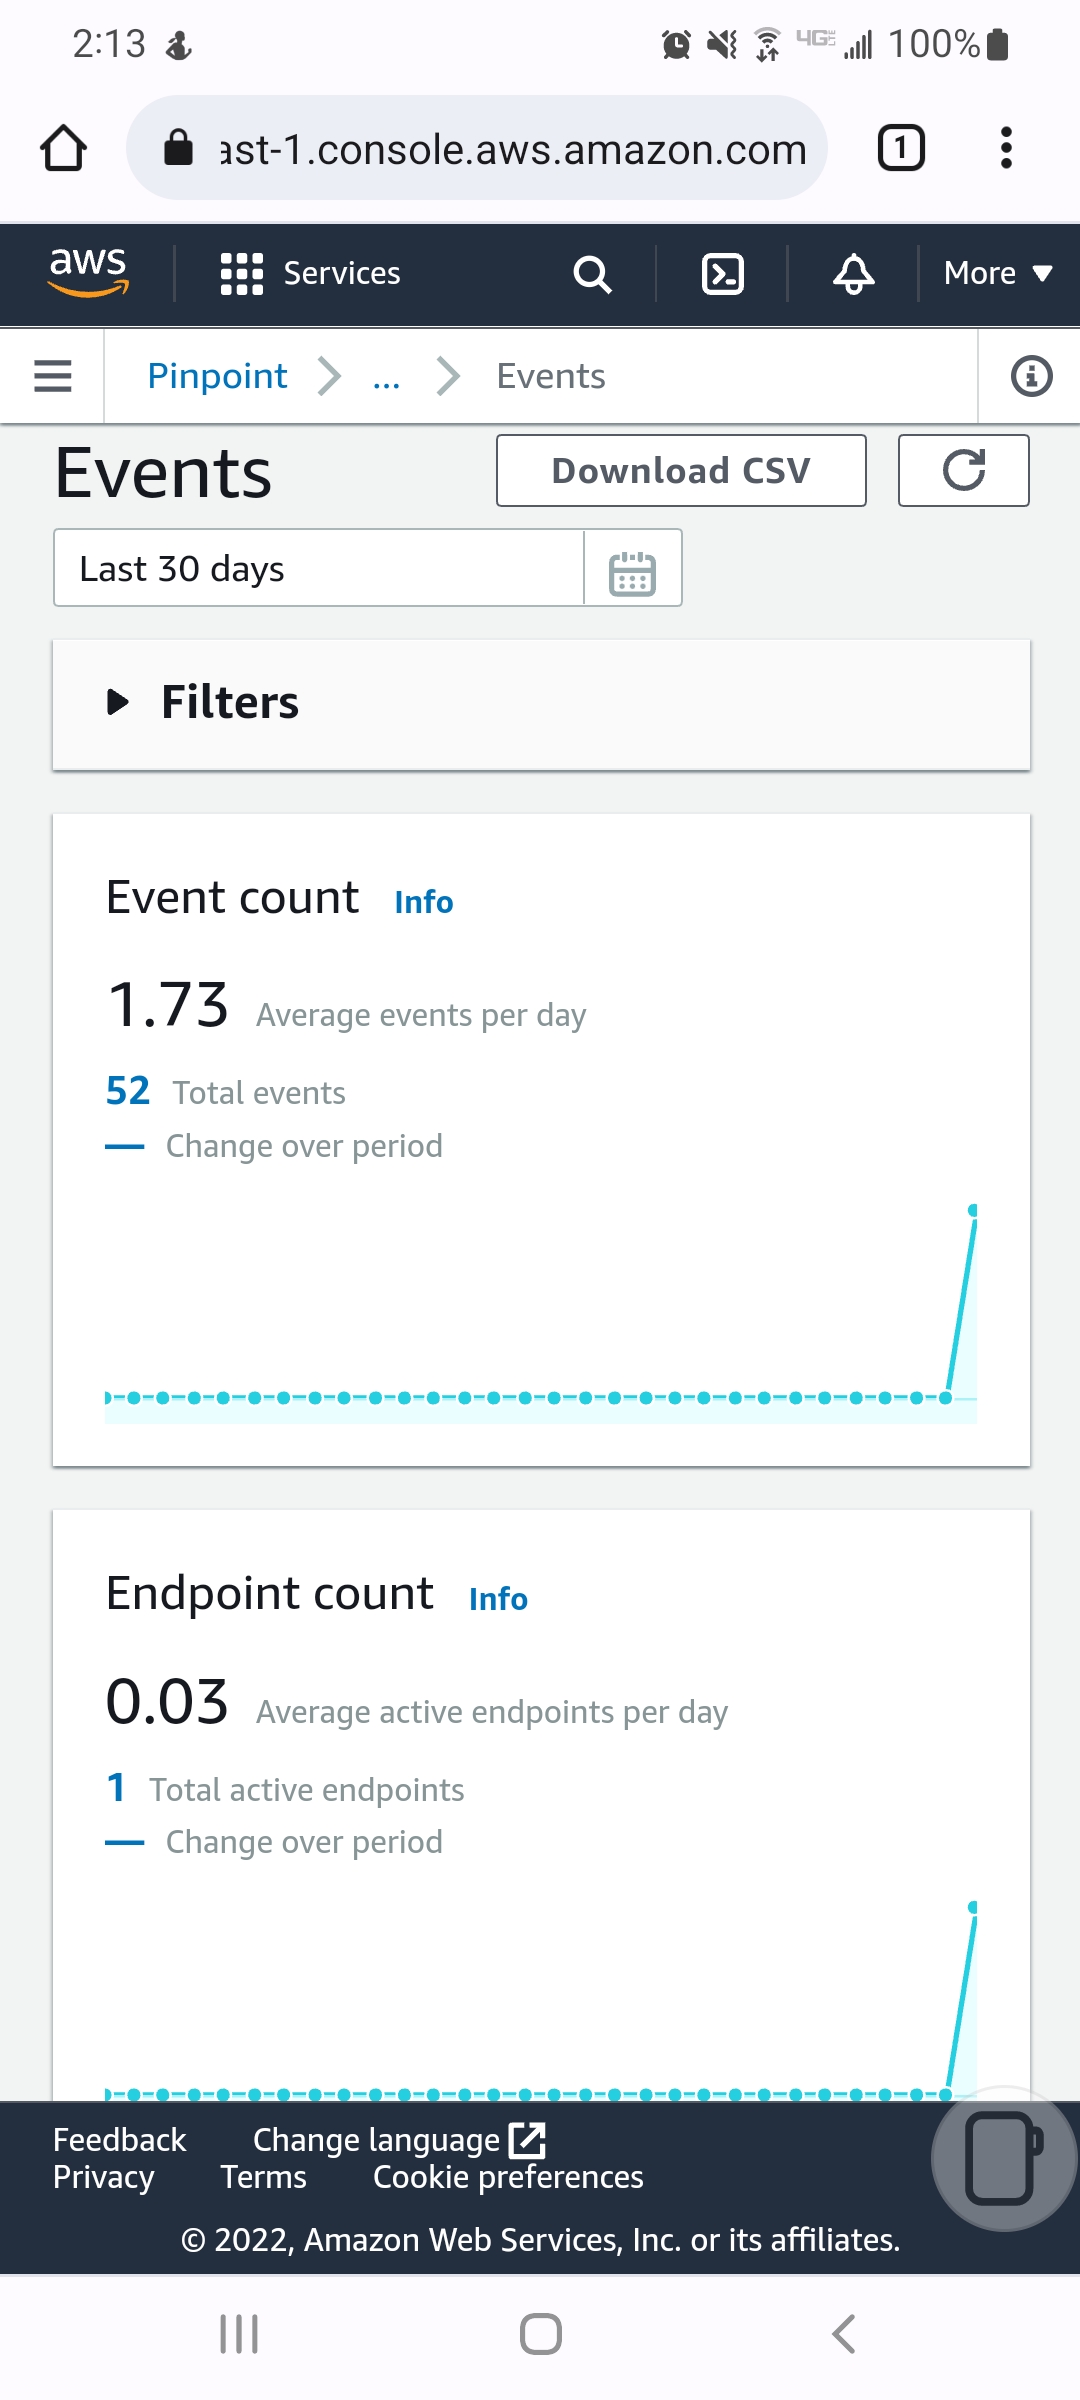 2:13 4G LTE 100%
ast-1.console.aws.amazon.com 1
aws Services More
Pinpoint ... Events
Events Download CSV
Last 30 days
Filters
Event count Info
1.73 Average events per day
52 Total events
— Change over period
Endpoint count Info
0.03 Average active endpoints per day
1 Total active endpoints
— Change over period
Feedback Change language
Privacy Terms Cookie preferences
© 2022, Amazon Web Services, Inc. or its affiliates.